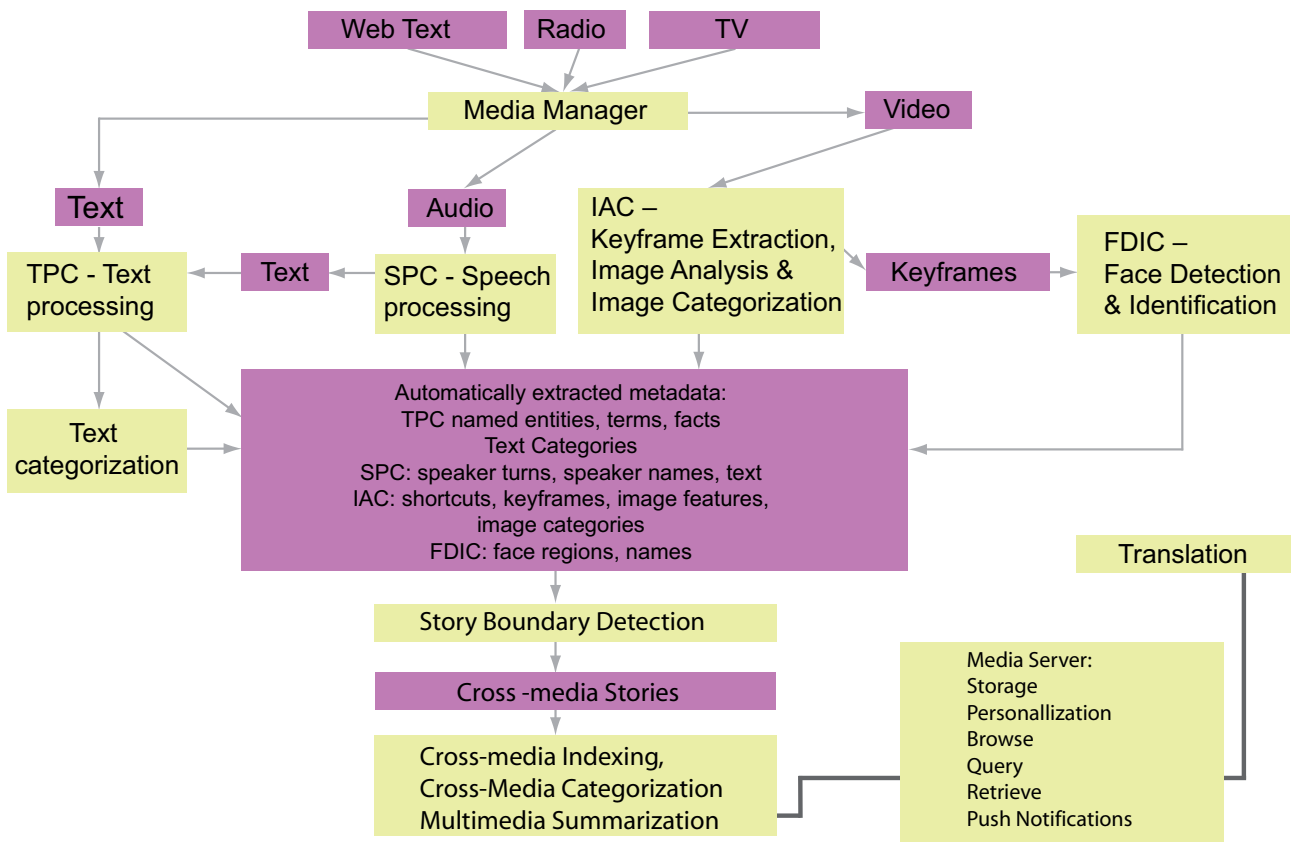 Web Text
Radio
TV
Media Manager
Video
Text
Audio
IAC –
Keyframe Extraction,
Image Analysis &
Image Categorization
FDIC –
Face Detection
& Identification
TPC - Text
processing
Text
SPC - Speech
processing
Keyframes
Automatically extracted metadata:
TPC named entities, terms, facts
Text Categories
SPC: speaker turns, speaker names, text
IAC: shortcuts, keyframes, image features,
image categories
FDIC: face regions, names
Text
categorization
Translation
Story Boundary Detection
Cross -media Stories
Cross-media Indexing,
Cross-Media Categorization
Multimedia Summarization
Media Server:
Storage
Personallization
Browse
Query
Retrieve
Push Notifications